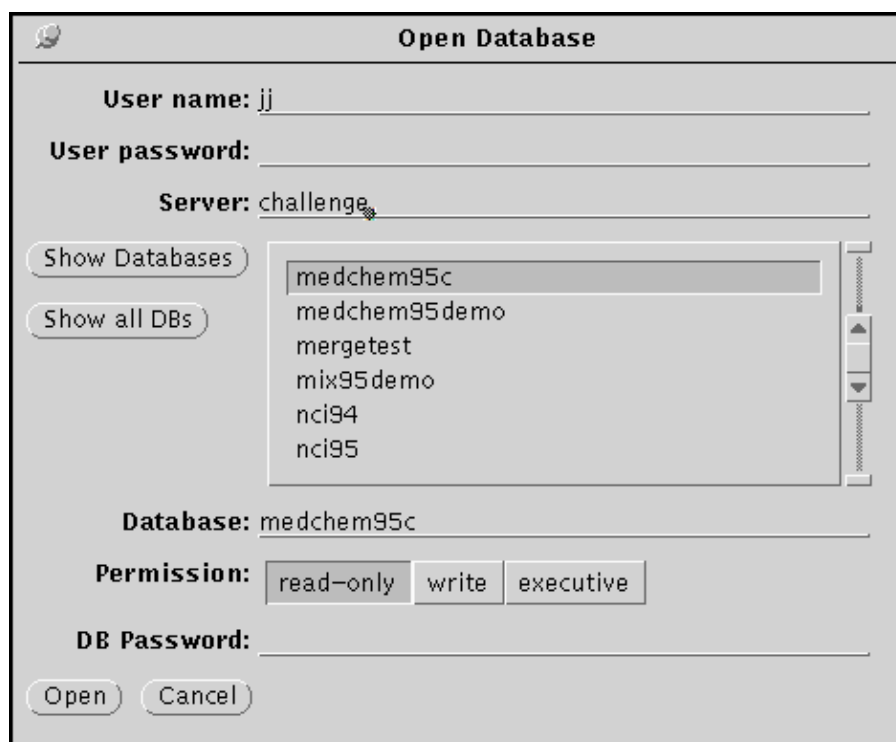 Open Database
User name: jj
User password:
Server: challenge
Show Databases
Show all DBs
medchem95c
medchem95demo
mergetest
mix95demo
nci94
nci95
Database: medchem95c
Permission: read-only write executive
DB Password:
Open Cancel